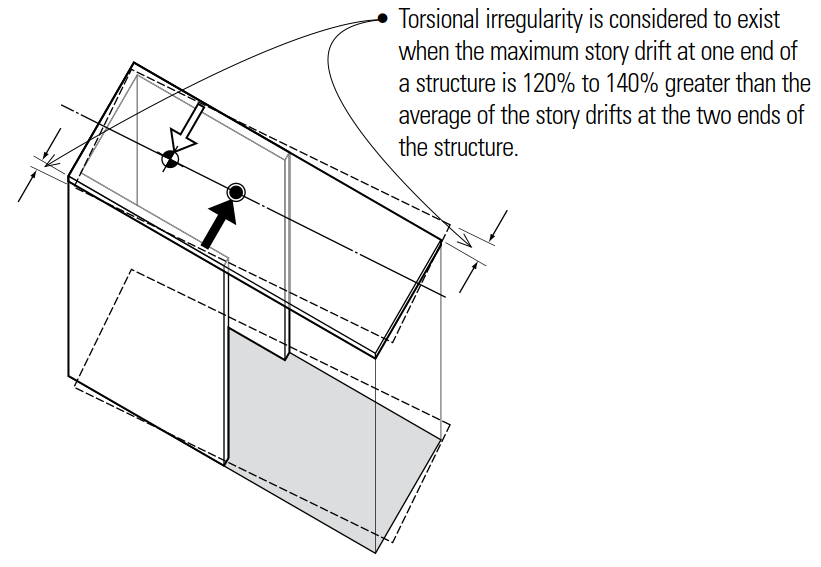 Torsional irregularity is considered to exist
when the maximum story drift at one end of
a structure is 120% to 140% greater than the
average of the story drifts at the two ends of
the structure.